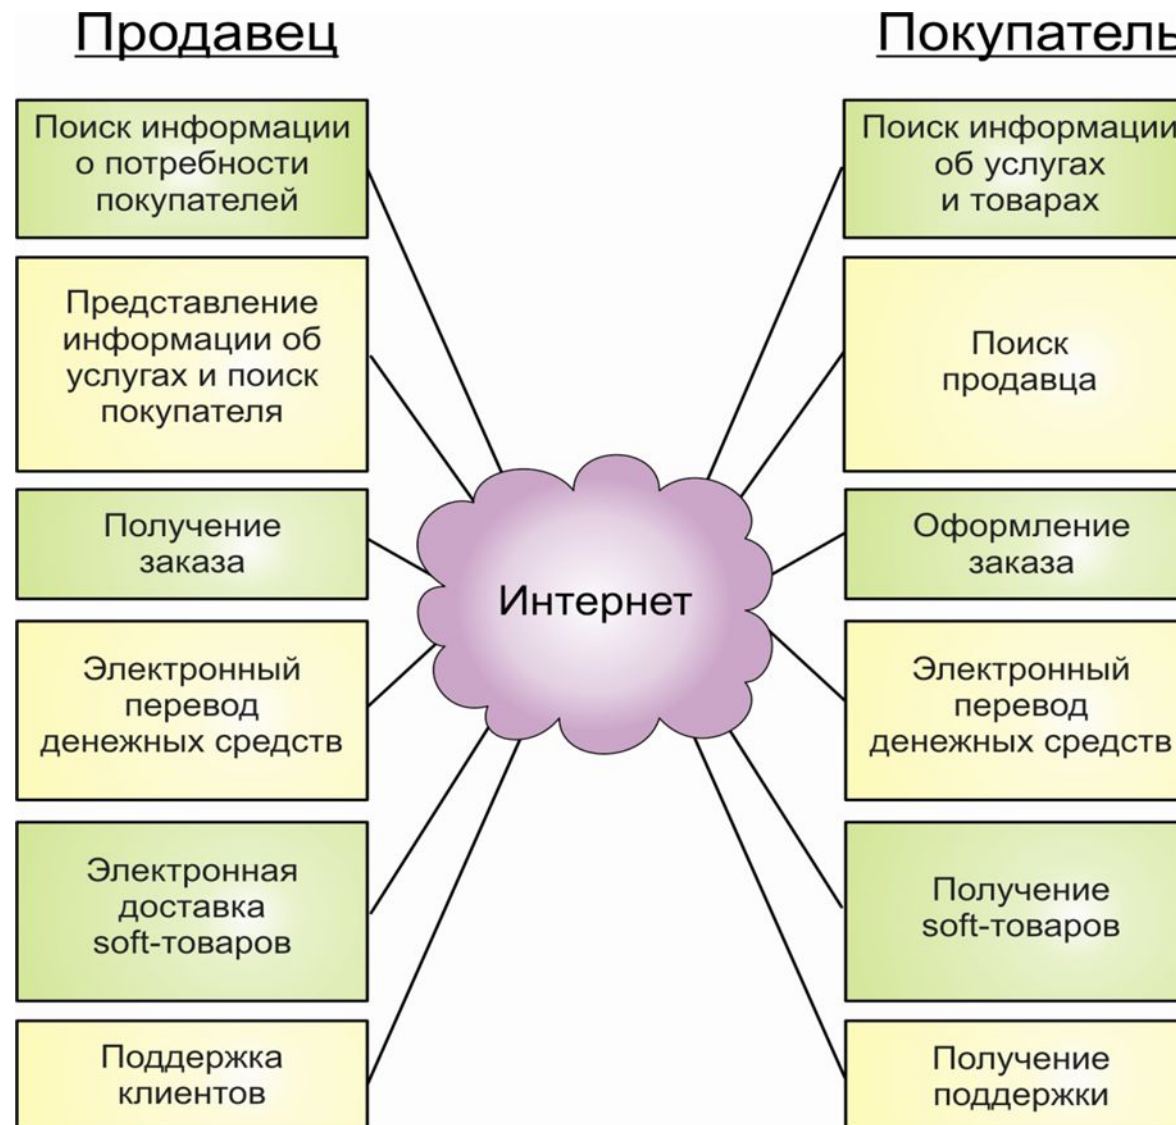 Продавец
Поиск информации
о потребности
покупателей
Представление
информации об
услугах и поиск
покупателя
Получение
заказа
Электронный
перевод
денежных средств
Электронная
доставка
soft-товаров
Поддержка
клиентов
Интернет
Покупатель
Поиск информации
об услугах
и товарах
Поиск
продавца
Оформление
заказа
Электронный
перевод
денежных средств
Получение
soft-товаров
Получение
поддержки